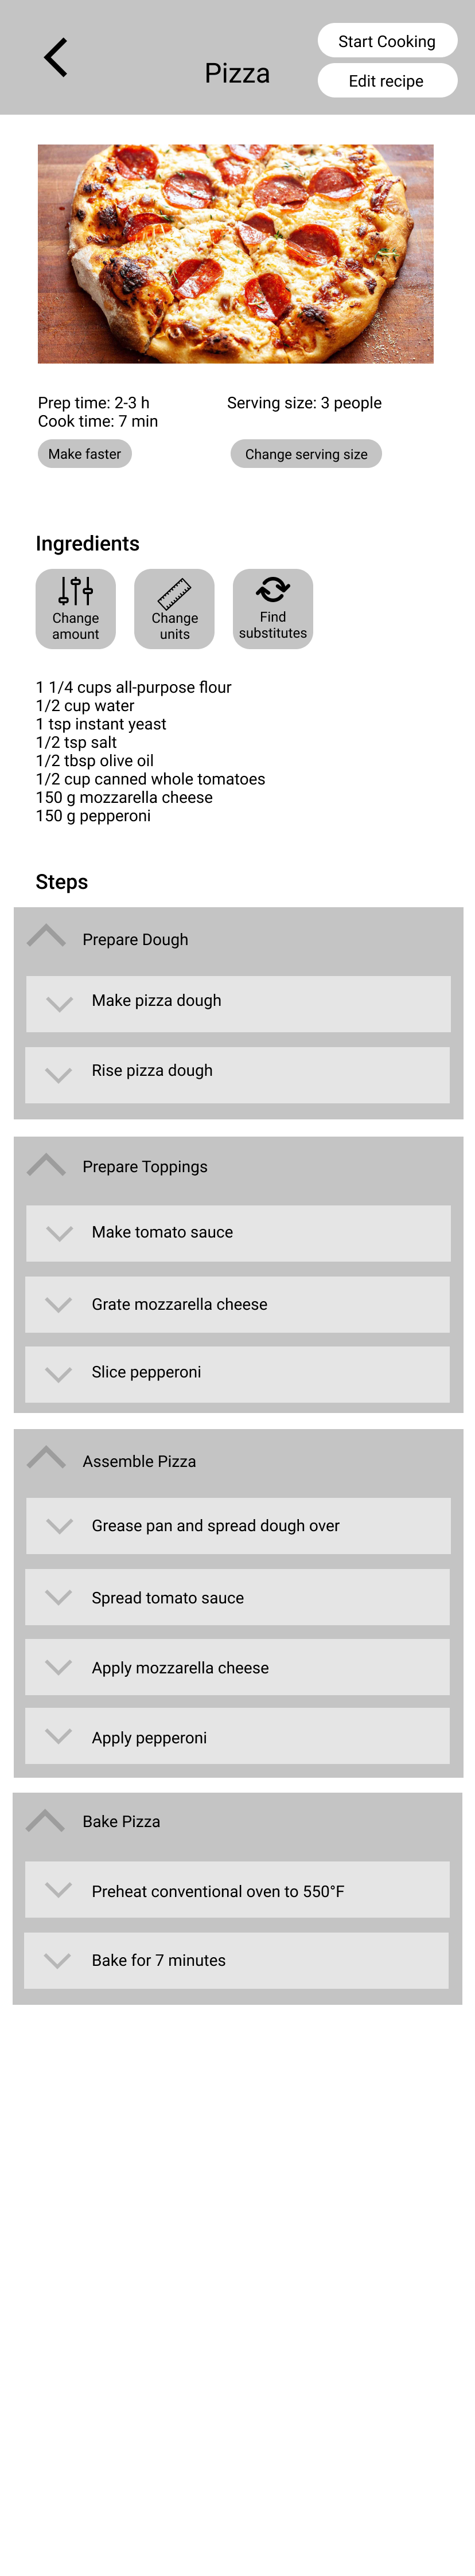 Start Cooking
Pizza
Edit recipe
Prep time: 2-3 h
Cook time: 7 min
Serving size: 3 people
Make faster
Change serving size
Ingredients
Change
amount
Change
units
Find
substitutes
1 1/4 cups all-purpose flour
1/2 cup water
1 tsp instant yeast
1/2 tsp salt
1/2 tbsp olive oil
1/2 cup canned whole tomatoes
150 g mozzarella cheese
150 g pepperoni
Steps
Prepare Dough
Make pizza dough
Rise pizza dough
Prepare Toppings
Make tomato sauce
Grate mozzarella cheese
Slice pepperoni
Assemble Pizza
Grease pan and spread dough over
Spread tomato sauce
Apply mozzarella cheese
Apply pepperoni
Bake Pizza
Preheat conventional oven to 550°F
Bake for 7 minutes